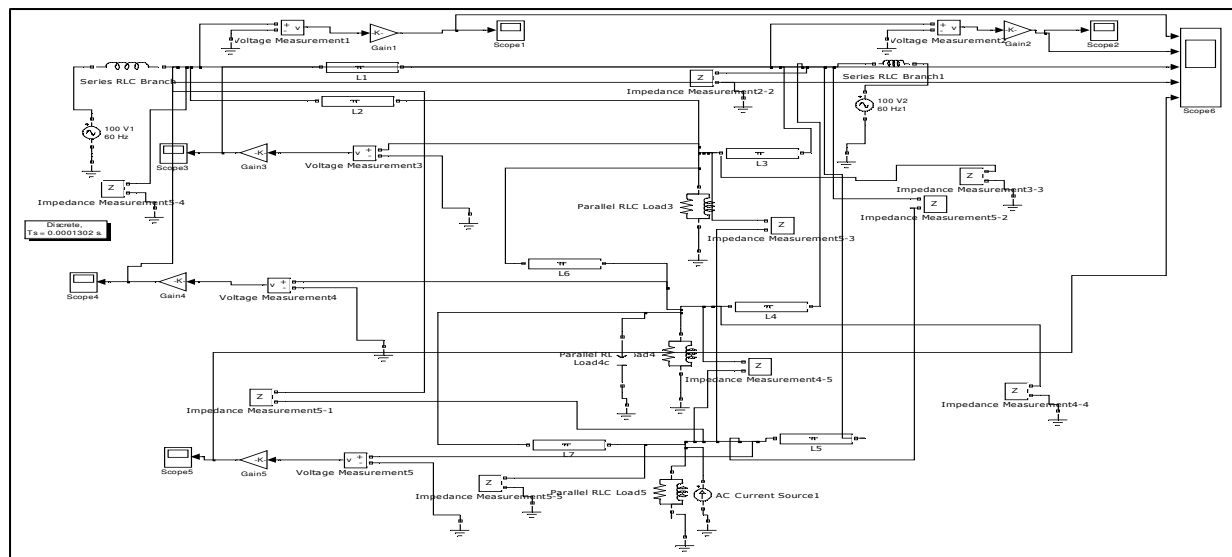 Voltage Measurement1
-K-
Gain1
Scope1
Voltage Measurement2
-K-
Gain2
Scope2
Scope6
Series RLC Branch
L1
Z
Impedance Measurement2-2
Series RLC Branch1
L2
100 V1
60 Hz
100 V2
60 Hz1
Scope3
-K-
Gain3
Voltage Measurement3
L3
Z
Impedance Measurement5-4
Z
Impedance Measurement3-3
Z
Impedance Measurement5-2
Parallel RLC Load3
Z
Impedance Measurement5-3
Discrete,
Ts = 0.0001302 s.
L6
Scope4
-K-
Gain4
Voltage Measurement4
L4
Load4c
Z
Impedance Measurement4-5
Z
Impedance Measurement5-1
Z
Impedance Measurement4-4
L7
L5
Scope5
-K-
Gain5
Voltage Measurement5
Z
Impedance Measurement5-5
Parallel RLC Load5
AC Current Source1